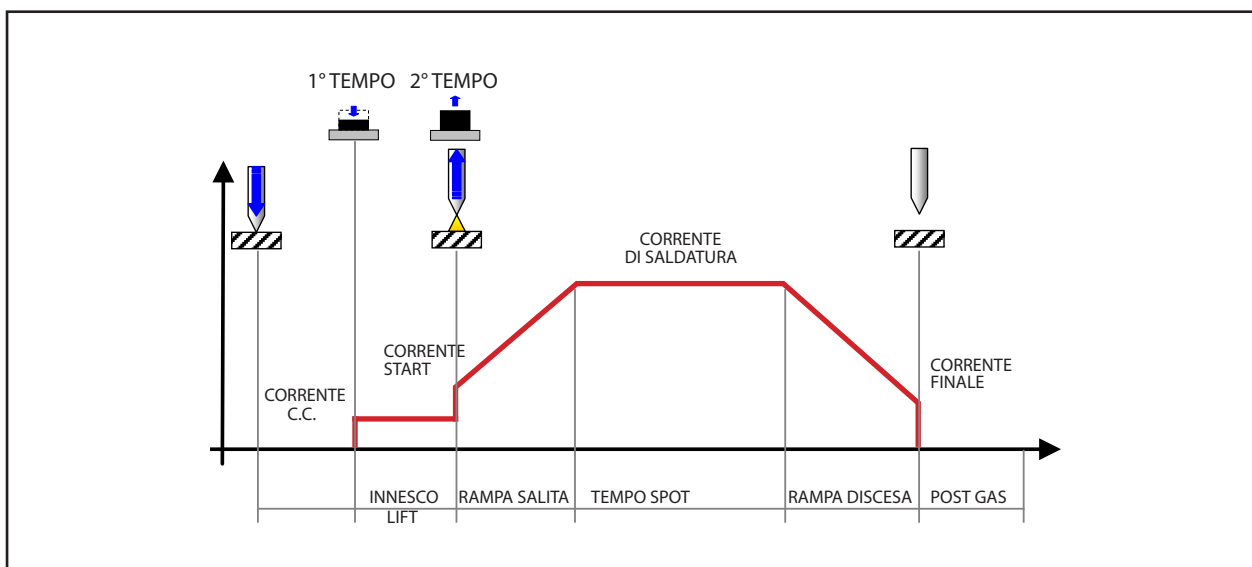 1° TEMPO 2° TEMPO
CORRENTE
DI SALDATURA
CORRENTE
START
CORRENTE
FINALE
CORRENTE
C.C.
INNESCO
LIFT
RAMPA SALITA
TEMPO SPOT
RAMPA DISCESA
POST GAS